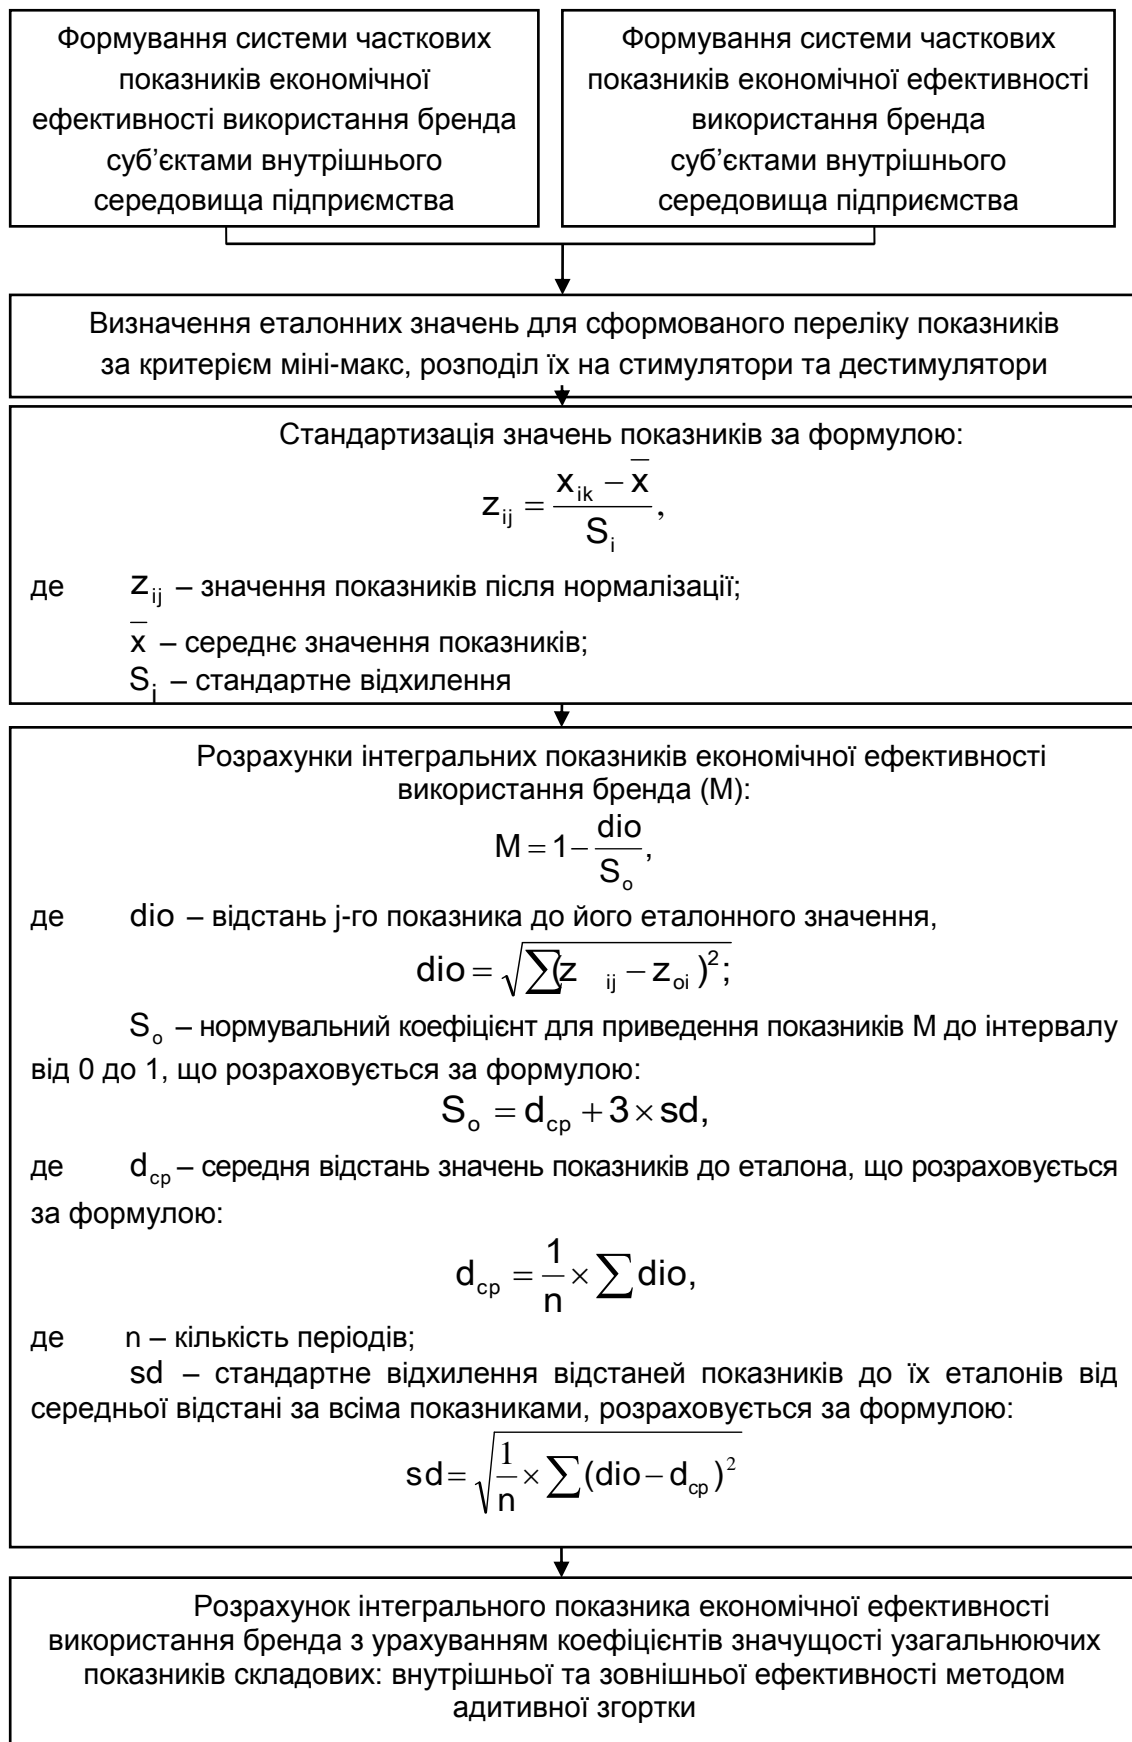 Формування системи часткових
показників економічної
ефективності використання бренда
суб’єктами внутрішнього
середовища підприємства
Формування системи часткових
показників економічної ефективності
використання бренда
суб’єктами внутрішнього
середовища підприємства
Визначення еталонних значень для сформованого переліку показників
за критерієм міні-макс, розподіл їх на стимулятори та дестимулятори
Стандартизація значень показників за формулою:
z_ij = (x_ik − x̄) / S_i,
де z_ij – значення показників після нормалізації;
x̄ – середнє значення показників;
S_i – стандартне відхилення
Розрахунки інтегральних показників економічної ефективності
використання бренда (М):
M = 1 − dio / S_o,
де dio – відстань j-го показника до його еталонного значення,
dio = √∑(z_ij − z_oi)²;
S_o – нормувальний коефіцієнт для приведення показників М до інтервалу
від 0 до 1, що розраховується за формулою:
S_o = d_cp + 3 × sd,
де d_cp – середня відстань значень показників до еталона, що розраховується
за формулою:
d_cp = 1/n × ∑ dio,
де n – кількість періодів;
sd – стандартне відхилення відстаней показників до їх еталонів від
середньої відстані за всіма показниками, розраховується за формулою:
sd = √(1/n × ∑(dio − d_cp)²)
Розрахунок інтегрального показника економічної ефективності
використання бренда з урахуванням коефіцієнтів значущості узагальнюючих
показників складових: внутрішньої та зовнішньої ефективності методом
адитивної згортки